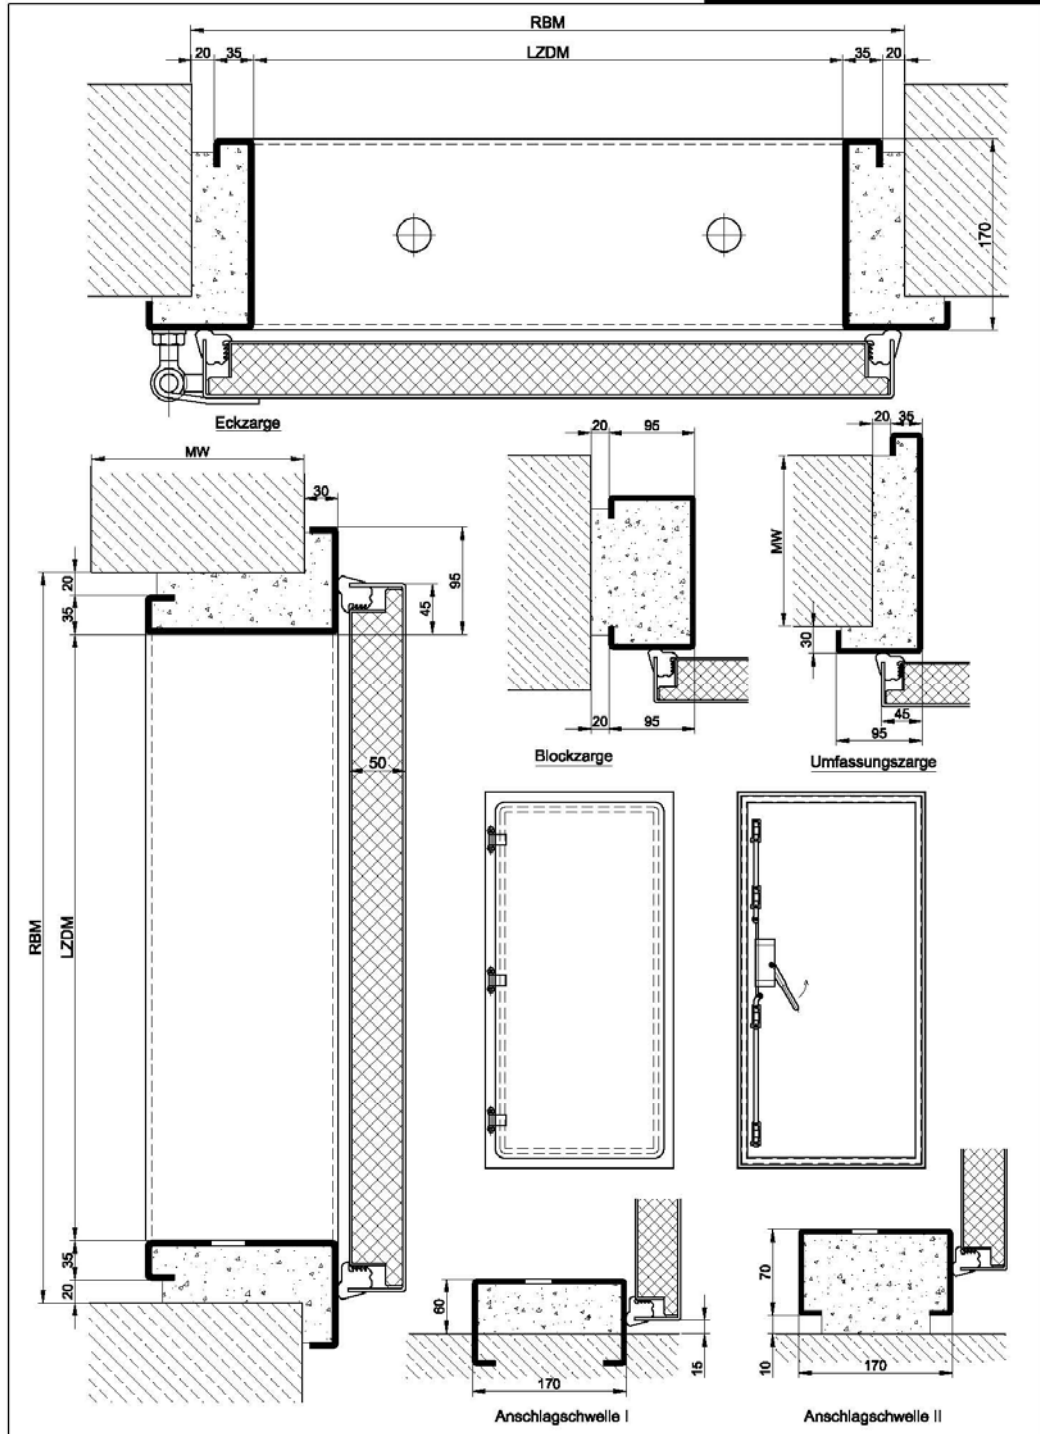 RBM
20 35 LZDM 35 20
170
Eckzarge
MW
30
20
35
95
45
50
RBM
LZDM
35
20
20 95
20 95
Blockzarge
20 35
MW
30
45
95
Umfassungszarge
60
15
170
Anschlagschwelle I
70
10
170
Anschlagschwelle II